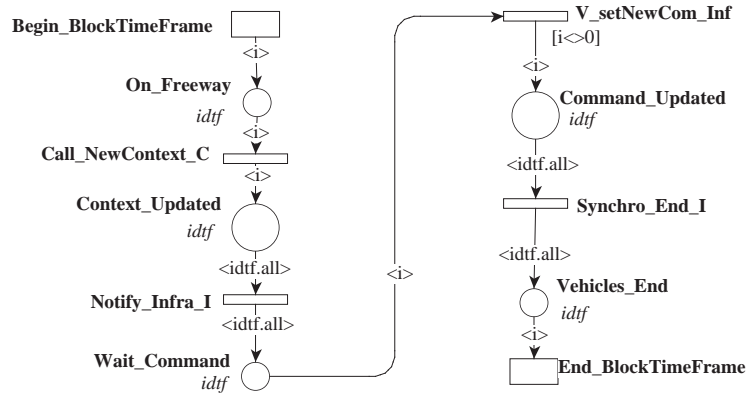 Begin_BlockTimeFrame
<i>
On_Freeway
idtf
<i>
Call_NewContext_C
<i>
Context_Updated
idtf
<idtf.all>
Notify_Infra_I
<idtf.all>
Wait_Command
idtf
<i>
V_setNewCom_Inf
[i<>0]
<i>
Command_Updated
idtf
<idtf.all>
Synchro_End_I
<idtf.all>
Vehicles_End
idtf
<i>
End_BlockTimeFrame